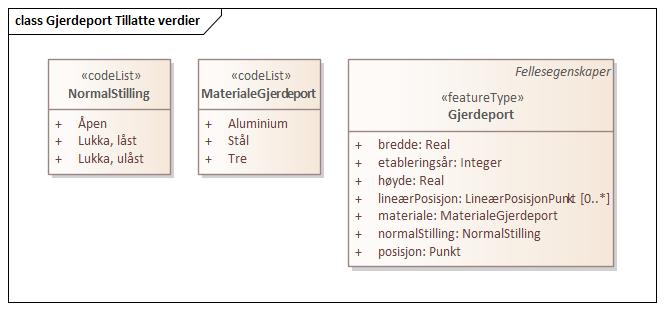 class Gjerdeport Tillatte verdier
«codeList»
NormalStilling
+ Åpen
+ Lukka, låst
+ Lukka, ulåst
«codeList»
MaterialeGjerdeport
+ Aluminium
+ Stål
+ Tre
Fellesegenskaper
«featureType»
Gjerdeport
+ bredde: Real
+ etableringsår: Integer
+ høyde: Real
+ lineærPosisjon: LineærPosisjonPunkt [0..*]
+ materiale: MaterialeGjerdeport
+ normalStilling: NormalStilling
+ posisjon: Punkt